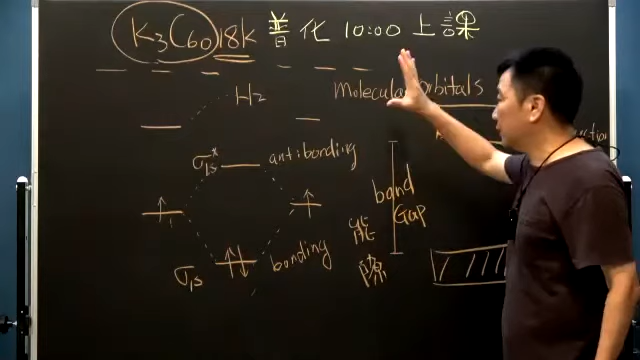 K3C60 18k 普化 10:00 上課
H2
Molecular Orbitals
σ1s* antibonding
band Gap
能隙
σ1s bonding